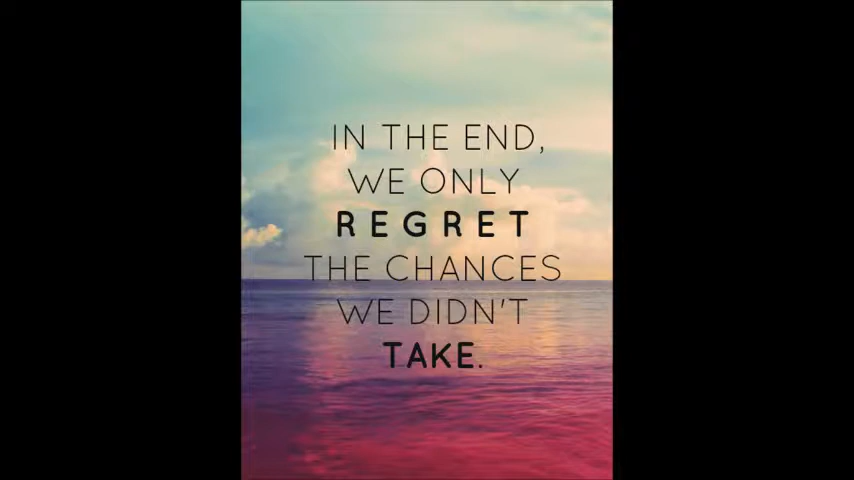 IN THE END,
WE ONLY
REGRET
THE CHANCES
WE DIDN'T
TAKE.